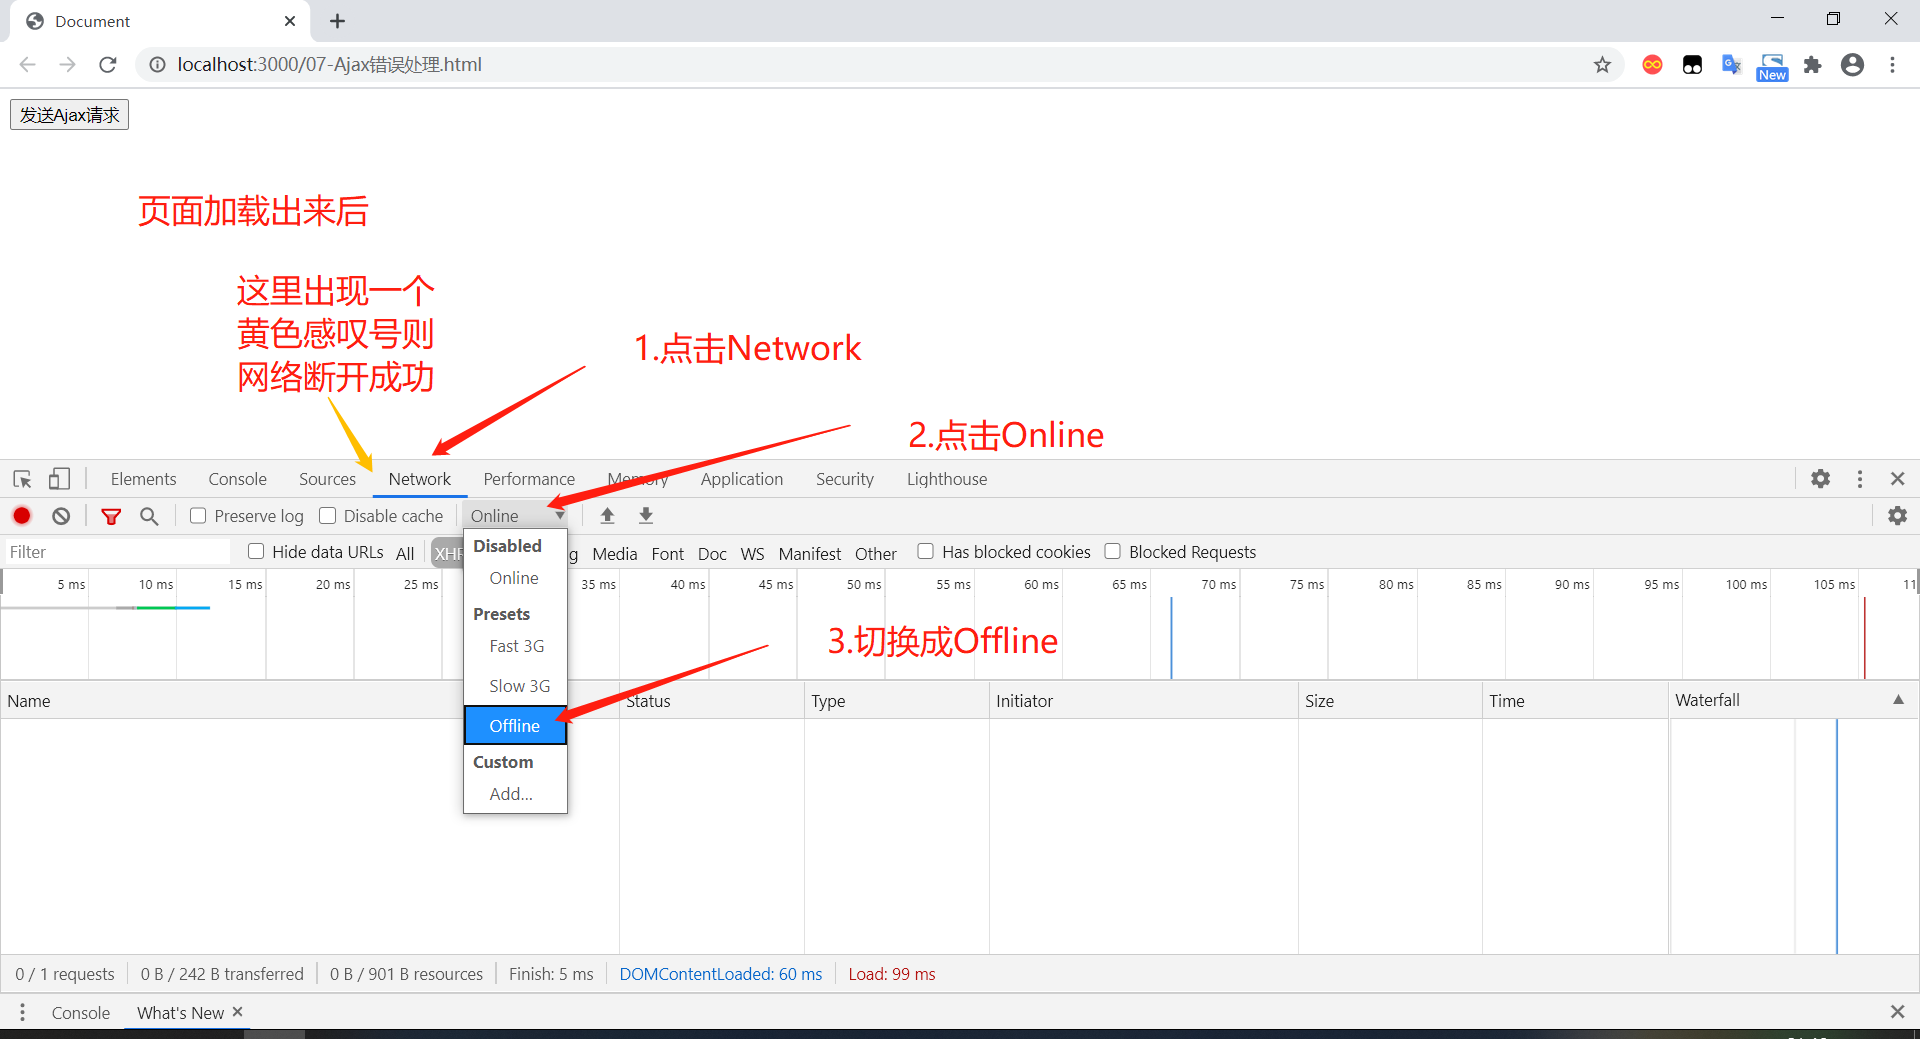 Document
localhost:3000/07-Ajax错误处理.html
New
发送Ajax请求
页面加载出来后
这里出现一个
黄色感叹号则
网络断开成功
1.点击Network
2.点击Online
Elements Console Sources Network Performance Memory Application Security Lighthouse
Preserve log Disable cache Online
Filter Hide data URLs All XHR Media Font Doc WS Manifest Other Has blocked cookies Blocked Requests
Disabled
Online
Presets
Fast 3G
Slow 3G
Offline
Custom
Add...
5 ms 10 ms 15 ms 20 ms 25 ms 35 ms 40 ms 45 ms 50 ms 55 ms 60 ms 65 ms 70 ms 75 ms 80 ms 85 ms 90 ms 95 ms 100 ms 105 ms 11
3.切换成Offline
Name Status Type Initiator Size Time Waterfall
0 / 1 requests 0 B / 242 B transferred 0 B / 901 B resources Finish: 5 ms DOMContentLoaded: 60 ms Load: 99 ms
Console What's New